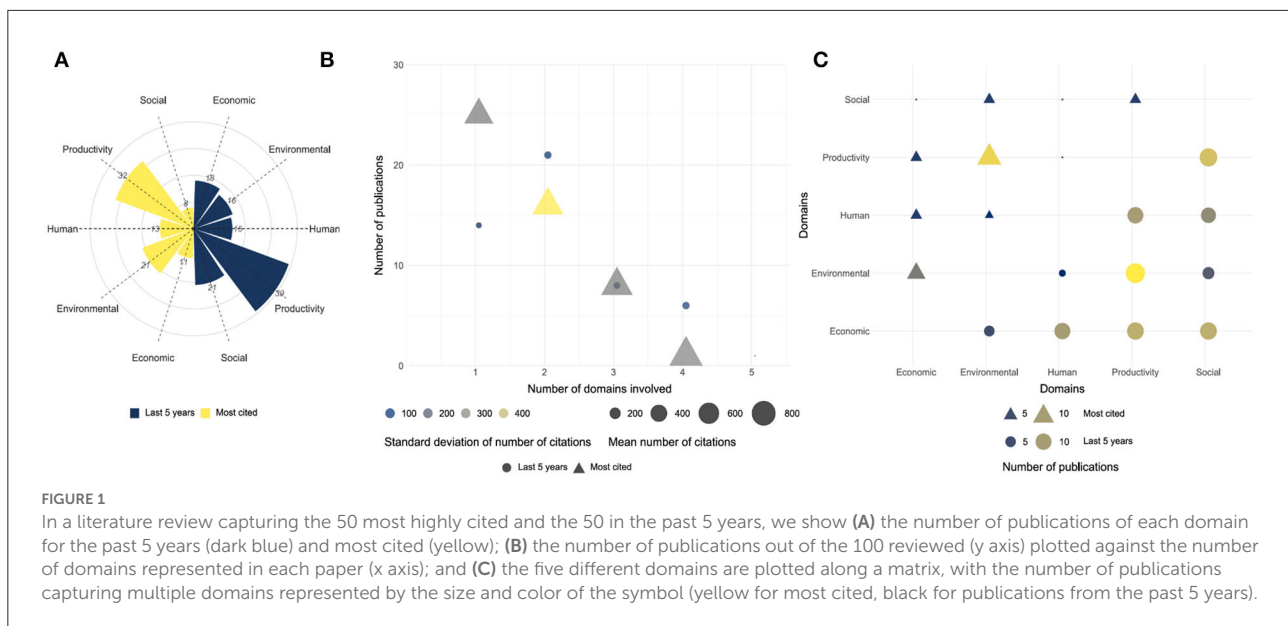 A
B
C
Social
Economic
Productivity
Environmental
Human
Human
Environmental
Productivity
Economic
Social
32
8
18
16
15
13
21
11
21
39
Last 5 years
Most cited
30
20
10
0
Number of publications
1 2 3 4 5
Number of domains involved
100 200 300 400
200 400 600 800
Standard deviation of number of citations
Mean number of citations
Last 5 years Most cited
Social
Productivity
Human
Environmental
Economic
Domains
Economic Environmental Human Productivity Social
Domains
5 10 Most cited
5 10 Last 5 years
Number of publications
FIGURE 1
In a literature review capturing the 50 most highly cited and the 50 in the past 5 years, we show (A) the number of publications of each domain
for the past 5 years (dark blue) and most cited (yellow); (B) the number of publications out of the 100 reviewed (y axis) plotted against the number
of domains represented in each paper (x axis); and (C) the five different domains are plotted along a matrix, with the number of publications
capturing multiple domains represented by the size and color of the symbol (yellow for most cited, black for publications from the past 5 years).